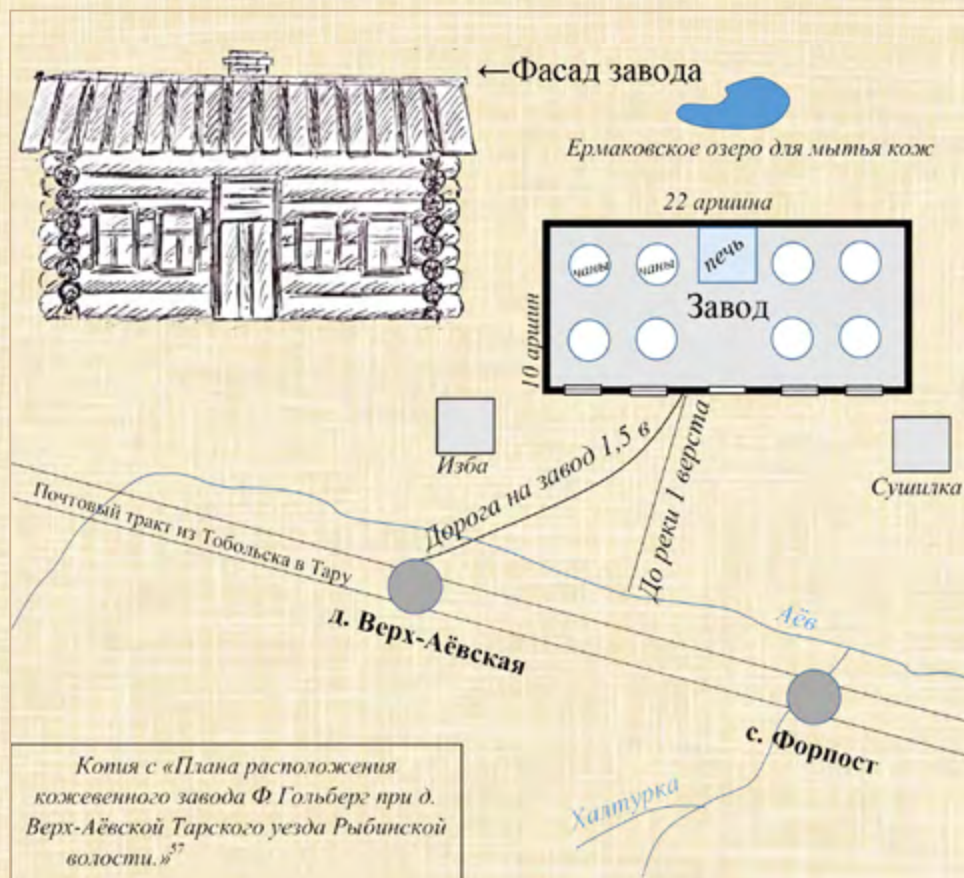 ←Фасад завода
Ермаковское озеро для мытья кож
22 аршина
чаны
чаны
печь
Завод
10 аршин
Изба
Дорога на завод 1,5 в
До реки 1 верста
Сушилка
Почтовый тракт из Тобольска в Тару
д. Верх-Аёвская
Аёв
с. Форпост
Халтурка
Копия с «Плана расположения
кожевенного завода Ф Гольберг при д.
Верх-Аёвской Тарского уезда Рыбинской
волости.»57